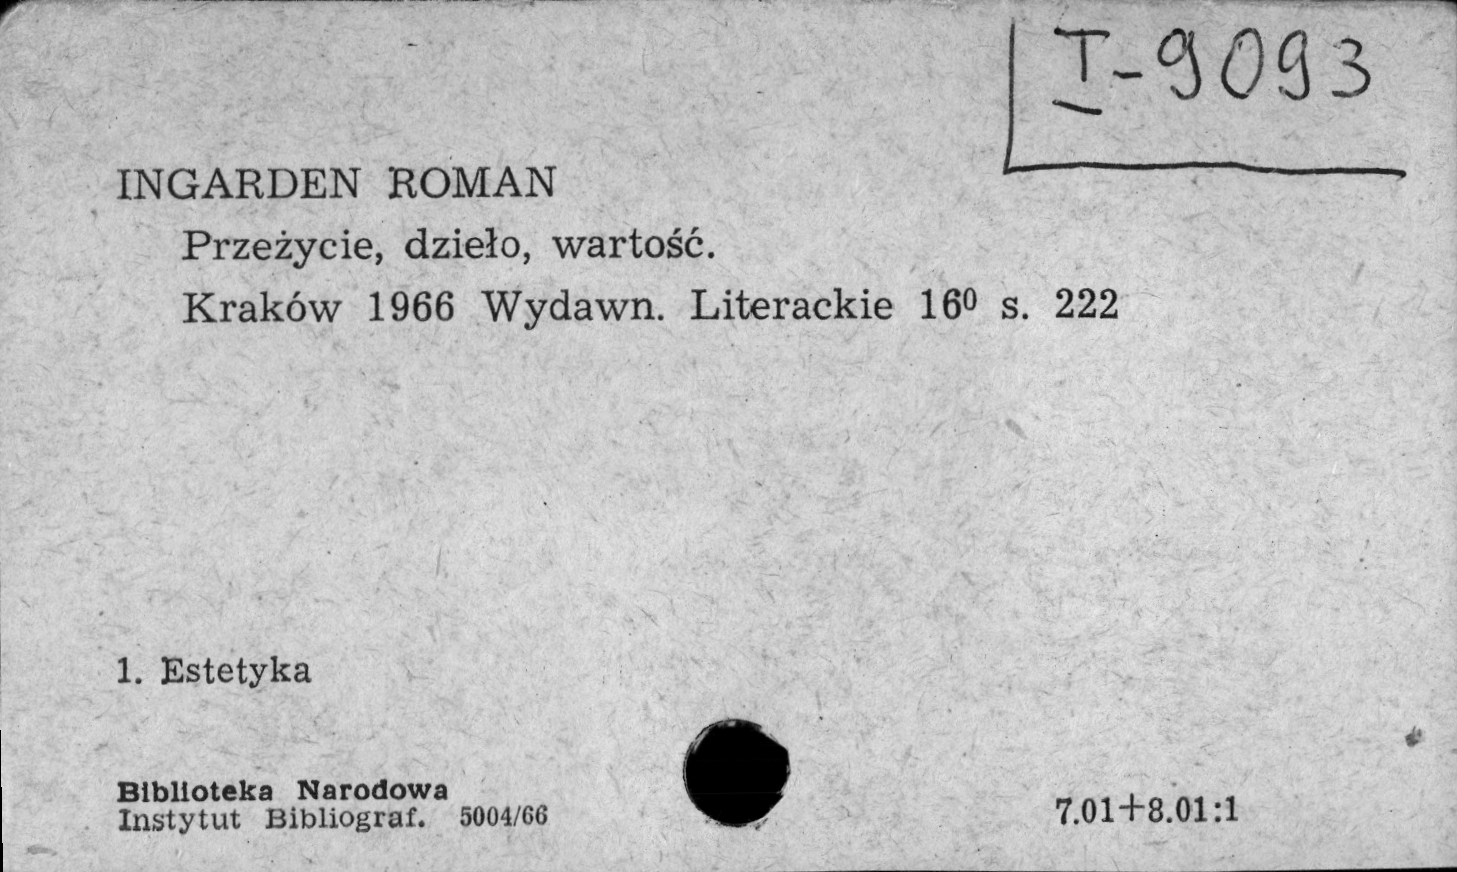 I-9093
INGARDEN ROMAN
Przeżycie, dzieło, wartość.
Kraków 1966 Wydawn. Literackie 16⁰ s. 222
1. Estetyka
Biblioteka Narodowa
Instytut Bibliograf. 5004/66
7.01+8.01:1